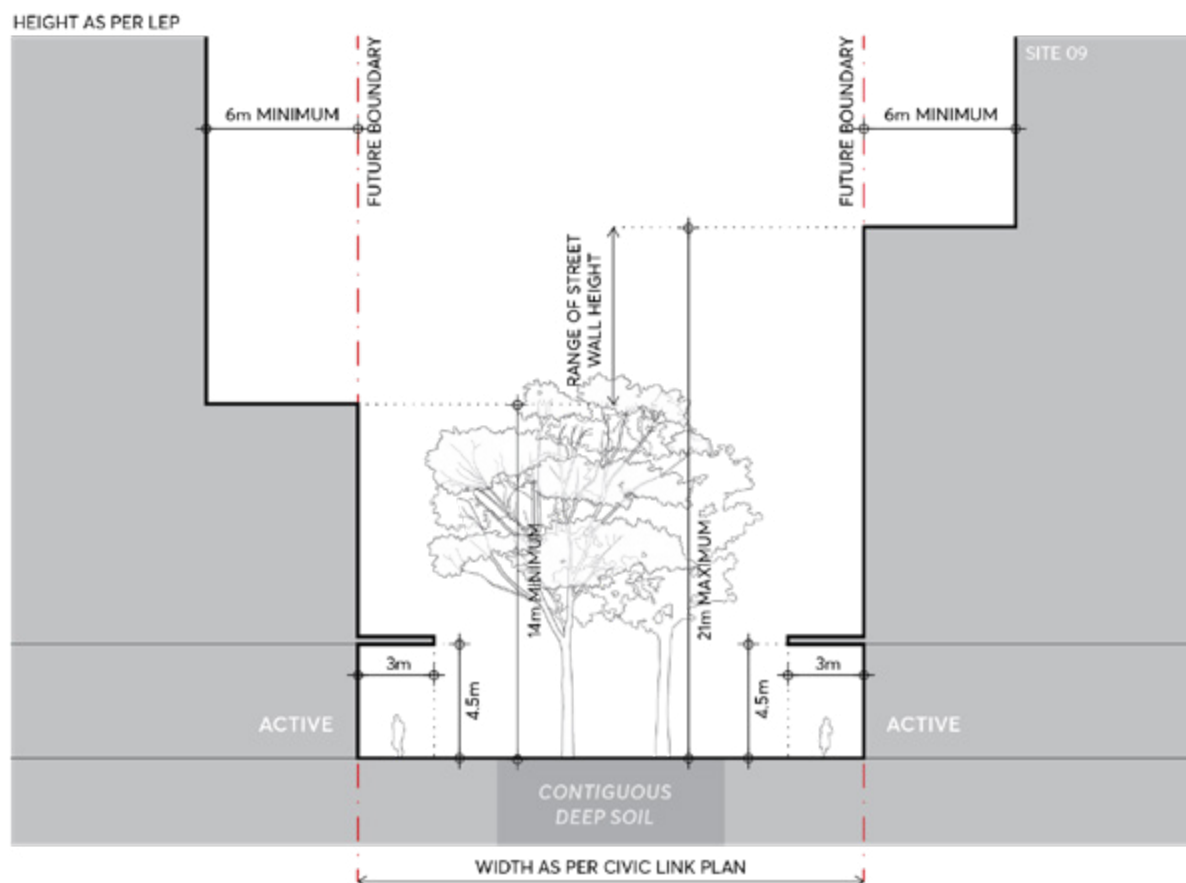 HEIGHT AS PER LEP
FUTURE BOUNDARY
FUTURE BOUNDARY
SITE 09
6m MINIMUM
6m MINIMUM
RANGE OF STREET
WALL HEIGHT
14m MINIMUM
21m MAXIMUM
3m
3m
4.5m
4.5m
ACTIVE
ACTIVE
CONTIGUOUS
DEEP SOIL
WIDTH AS PER CIVIC LINK PLAN